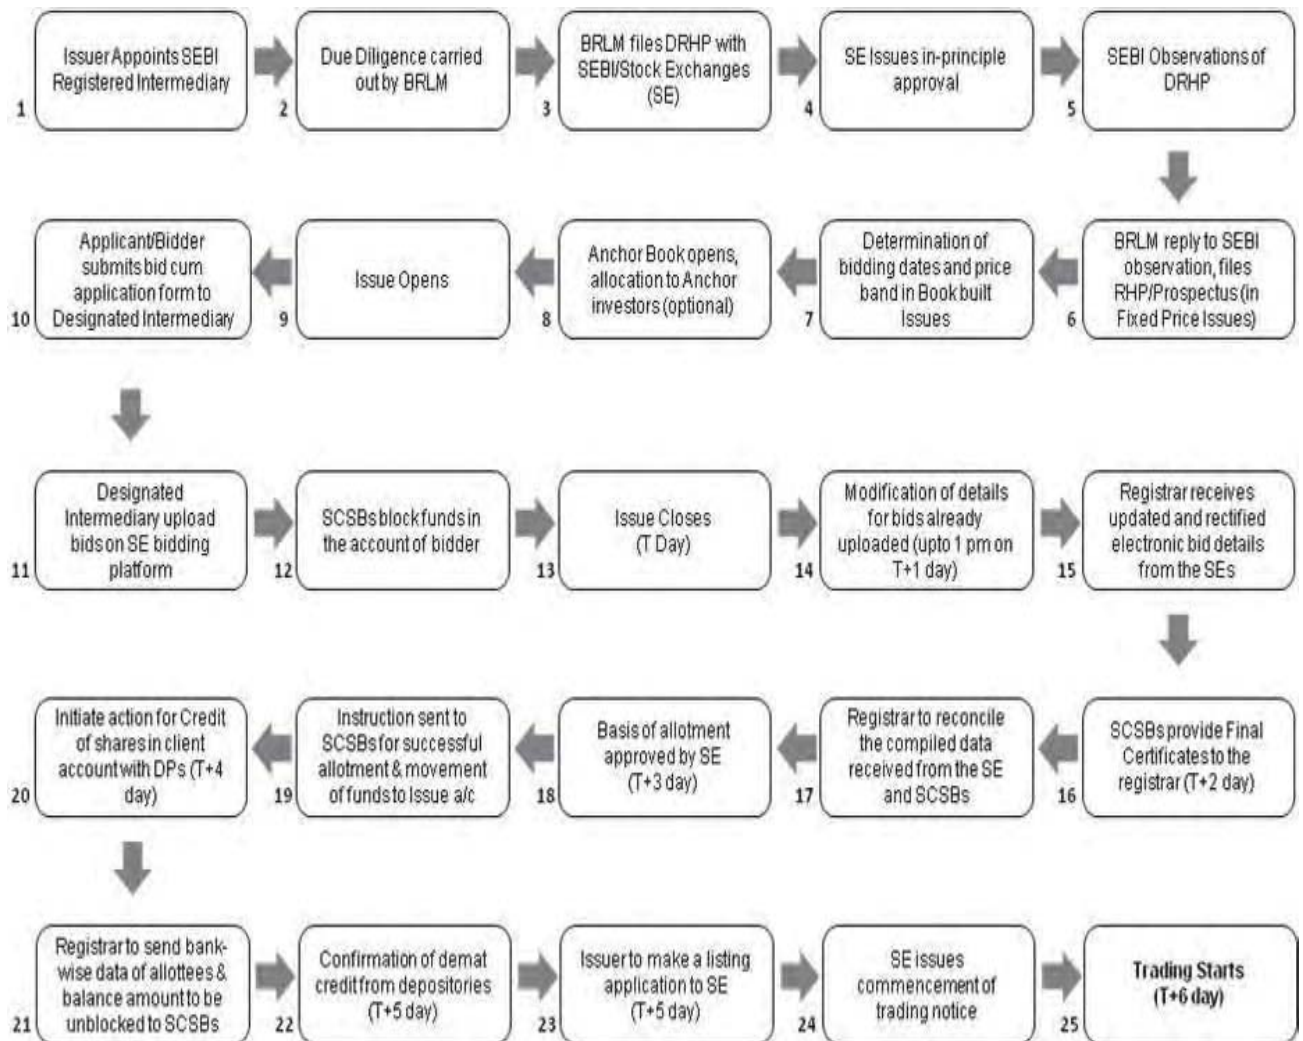 1
Issuer Appoints SEBI
Registered Intermediary
2
Due Diligence carried
out by BRLM
3
BRLM files DRHP with
SEBI/Stock Exchanges
(SE)
4
SE Issues in-principle
approval
5
SEBI Observations of
DRHP
6
BRLM reply to SEBI
observation, files
RHP/Prospectus (in
Fixed Price Issues)
7
Determination of
bidding dates and price
band in Book built
Issues
8
Anchor Book opens,
allocation to Anchor
investors (optional)
9
Issue Opens
10
Applicant/Bidder
submits bid cum
application form to
Designated Intermediary
11
Designated
Intermediary upload
bids on SE bidding
platform
12
SCSBs block funds in
the account of bidder
13
Issue Closes
(T Day)
14
Modification of details
for bids already
uploaded (upto 1 pm on
T+1 day)
15
Registrar receives
updated and rectified
electronic bid details
from the SEs
16
SCSBs provide Final
Certificates to the
registrar (T+2 day)
17
Registrar to reconcile
the compiled data
received from the SE
and SCSBs
18
Basis of allotment
approved by SE
(T+3 day)
19
Instruction sent to
SCSBs for successful
allotment & movement
of funds to Issue a/c
20
Initiate action for Credit
of shares in client
account with DPs (T+4
day)
21
Registrar to send bank-
wise data of allottees &
balance amount to be
unblocked to SCSBs
22
Confirmation of demat
credit from depositories
(T+5 day)
23
Issuer to make a listing
application to SE
(T+5 day)
24
SE issues
commencement of
trading notice
25
Trading Starts
(T+6 day)